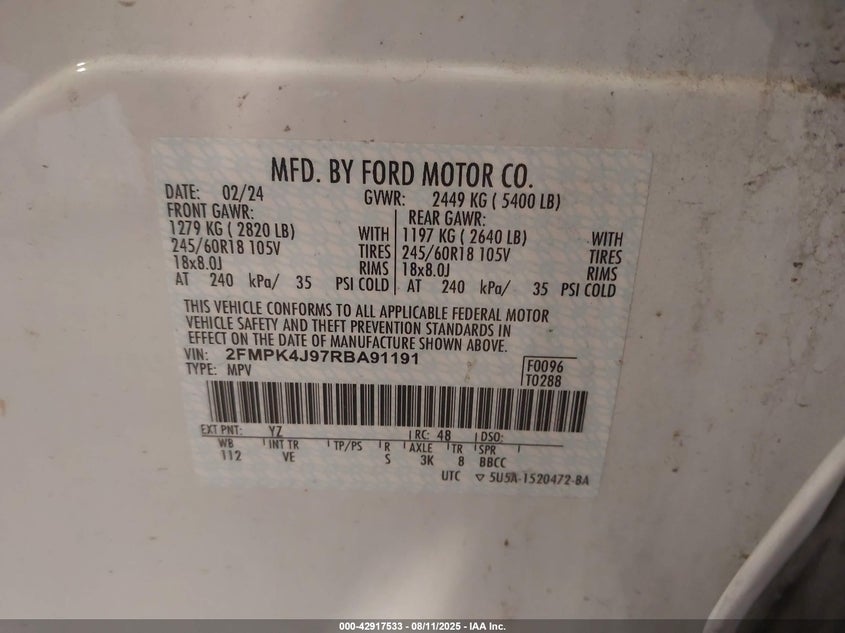 MFD. BY FORD MOTOR CO.
DATE: 02/24 GVWR: 2449 KG ( 5400 LB)
FRONT GAWR: REAR GAWR:
1279 KG ( 2820 LB) WITH 1197 KG ( 2640 LB) WITH
245/60R18 105V TIRES 245/60R18 105V TIRES
18x8.0J RIMS 18x8.0J RIMS
AT 240 kPa/ 35 PSI COLD AT 240 kPa/ 35 PSI COLD
THIS VEHICLE CONFORMS TO ALL APPLICABLE FEDERAL MOTOR
VEHICLE SAFETY AND THEFT PREVENTION STANDARDS IN
EFFECT ON THE DATE OF MANUFACTURE SHOWN ABOVE.
VIN: 2FMPK4J97RBA91191 F0096
TYPE: MPV T0288
EXT PNT: YZ RC: 48 DSO:
WB INT TR TP/PS R AXLE TR SPR
112 VE S 3K 8 BBCC
UTC ▽ 5U5A-1520472-BA
000-42917533 - 08/11/2025 - IAA Inc.